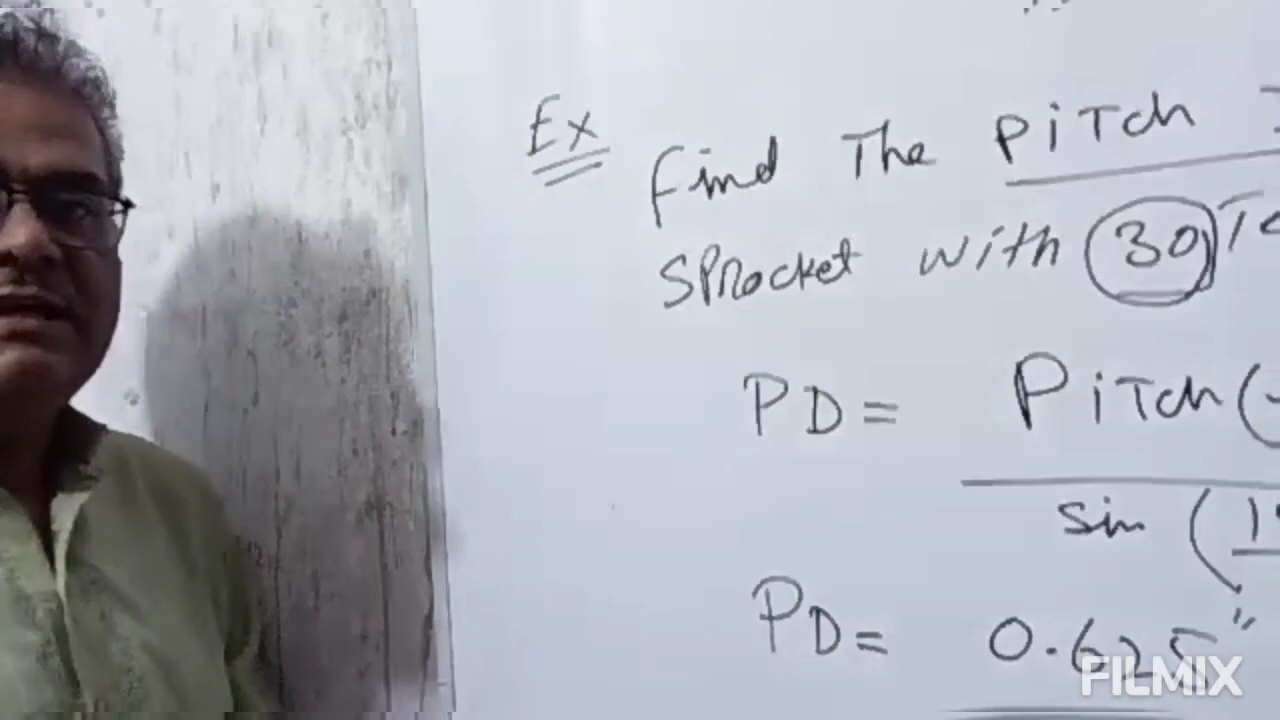 Ex
Find The PiTch
Sprocket with 30
PD = PiTch (
sin (
PD = 0.625"
FILMIX